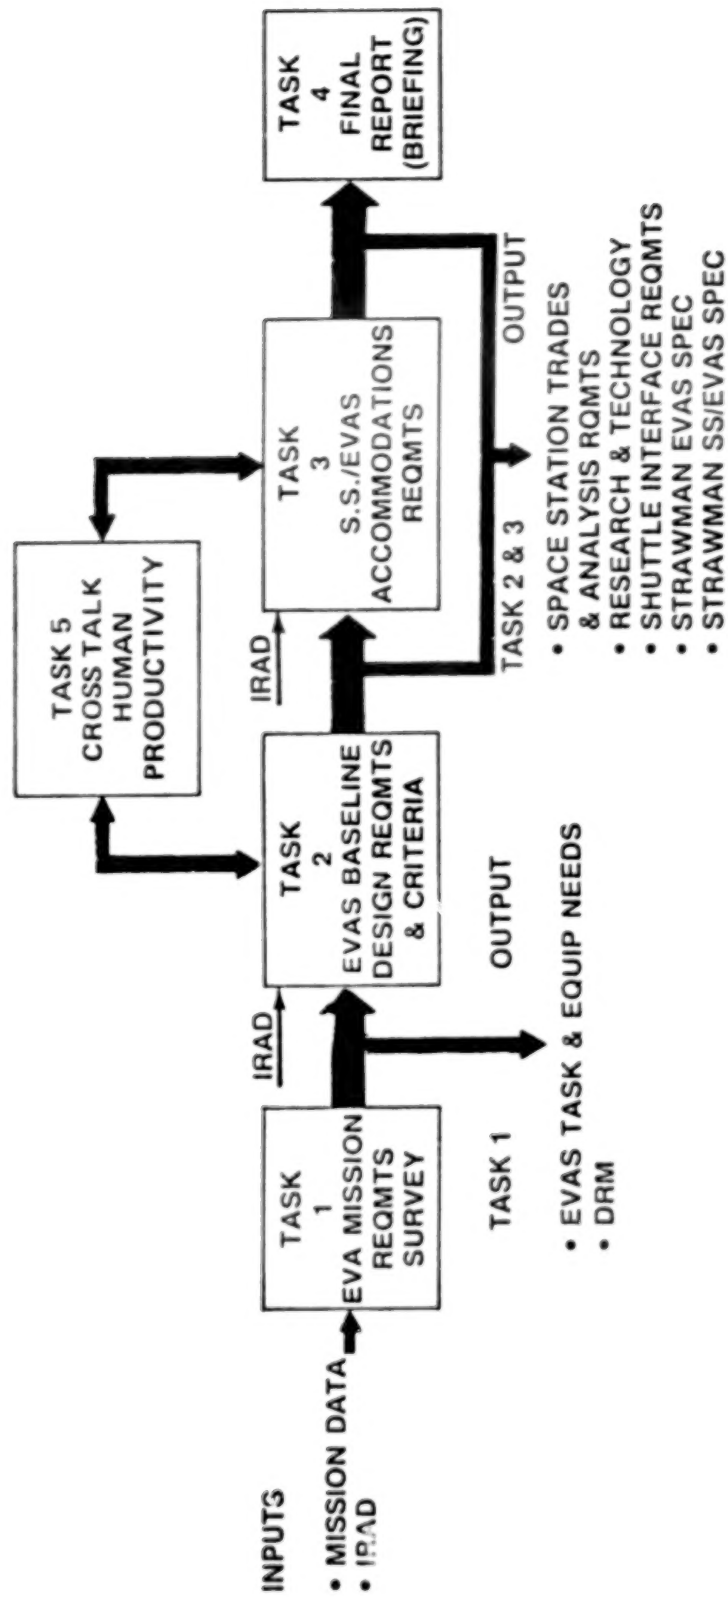 TASK 5
CROSS TALK
HUMAN
PRODUCTIVITY
INPUTS
• MISSION DATA
• IRAD
TASK
1
EVA MISSION
REQMTS
SURVEY
IRAD
TASK
2
EVAS BASELINE
DESIGN REQMTS
& CRITERIA
IRAD
TASK
3
S.S./EVAS
ACCOMMODATIONS
REQMTS
TASK
4
FINAL
REPORT
(BRIEFING)
TASK 1 OUTPUT
• EVAS TASK & EQUIP NEEDS
• DRM
TASK 2 & 3 OUTPUT
• SPACE STATION TRADES
& ANALYSIS RQMTS
• RESEARCH & TECHNOLOGY
• SHUTTLE INTERFACE REQMTS
• STRAWMAN EVAS SPEC
• STRAWMAN SS/EVAS SPEC